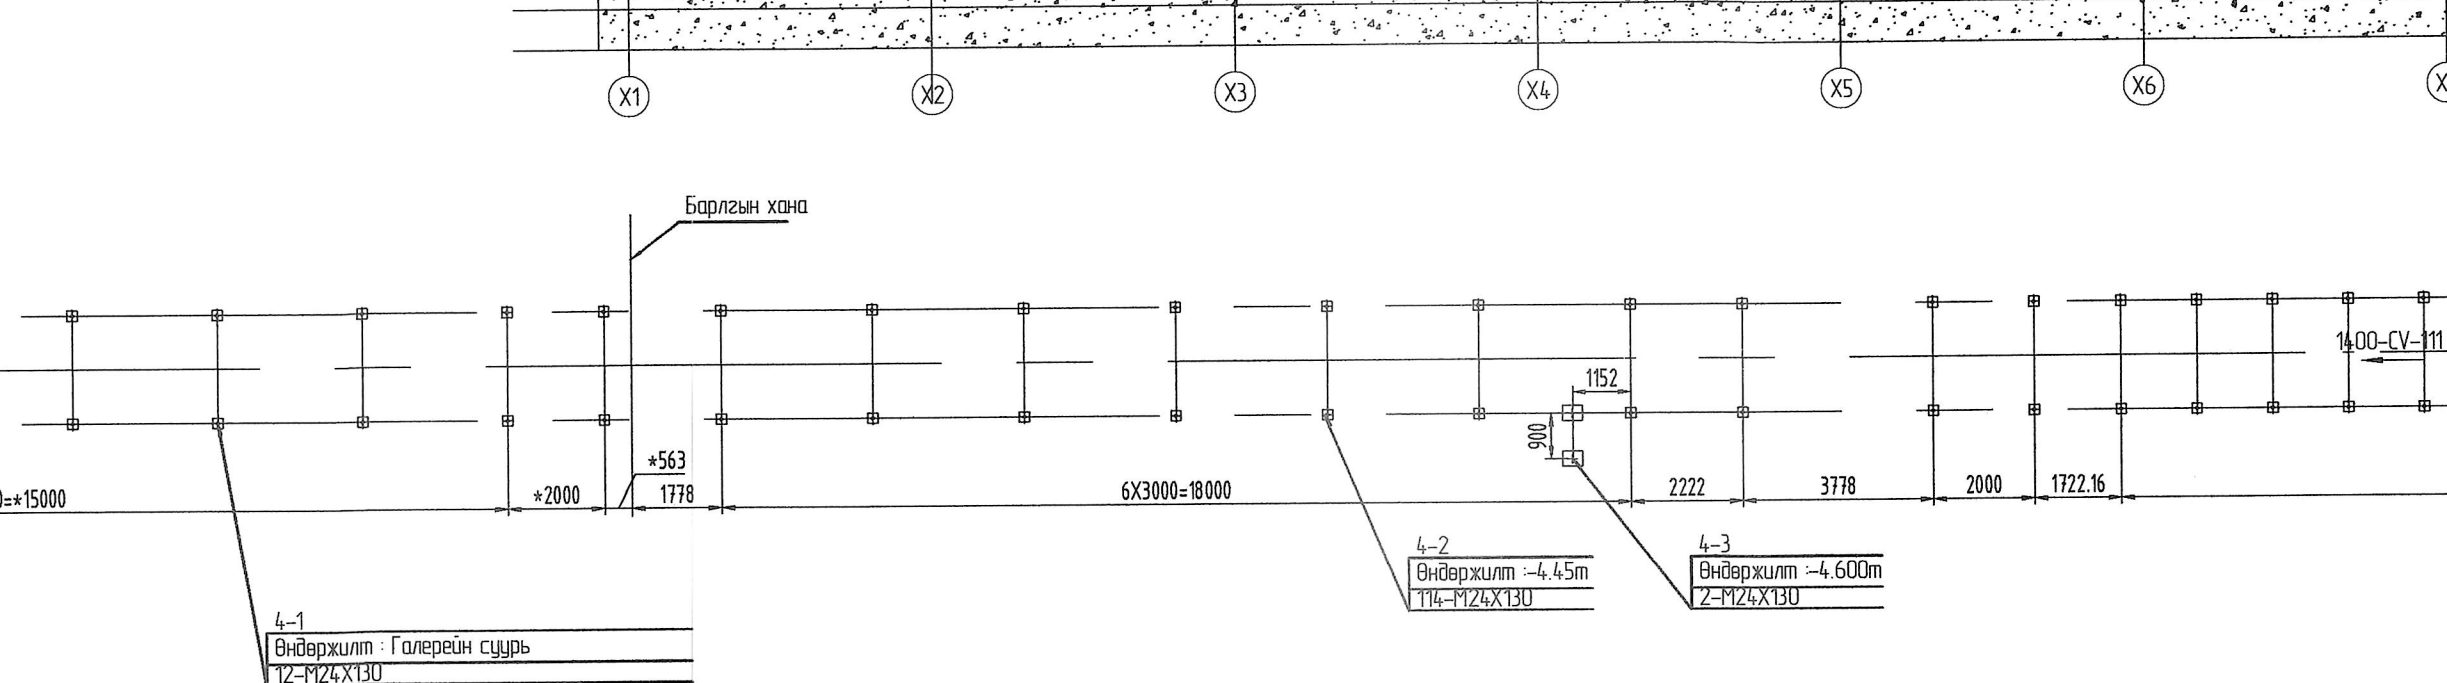 X1
X2
X3
X4
X5
X6
Барлгын хана
1400-CV-111
1152
900
*563
=*15000
*2000
1778
6X3000=18000
2222
3778
2000
1722.16
4-2
Өндөржилт :-4.45m
114-M24X130
4-3
Өндөржилт :-4.600m
2-M24X130
4-1
Өндөржилт : Галерейн суурь
12-M24X130